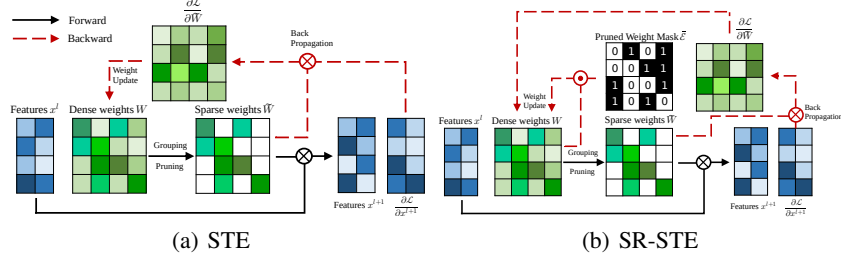 Forward
Backward
∂L
∂W̃
Back
Propagation
Weight
Update
Features x^l
Dense weights W
Sparse weights W̃
Grouping
Pruning
Features x^{l+1}
∂L
∂x^{l+1}
(a) STE
Pruned Weight Mask Ɛ̄
0 1 0 1
0 0 1 1
1 1 0 0
1 0 1 0
∂L
∂W̃
Weight
Update
Back
Propagation
Features x^l
Dense weights W
Sparse weights W̃
Grouping
Pruning
Features x^{l+1}
∂L
∂x^{l+1}
(b) SR-STE